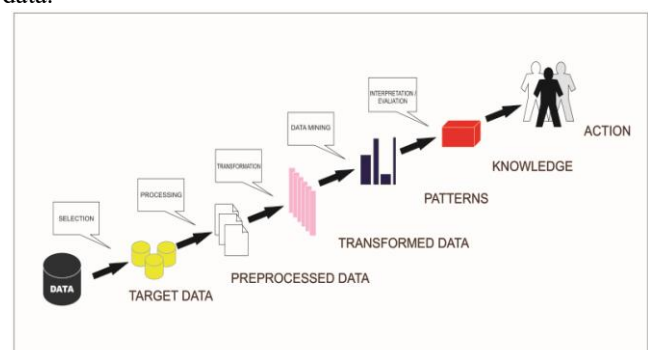 data.
INTERPRETATION /
EVALUATION
DATA MINING
ACTION
TRANSFORMATION
KNOWLEDGE
PROCESSING
PATTERNS
SELECTION
TRANSFORMED DATA
PREPROCESSED DATA
DATA
TARGET DATA